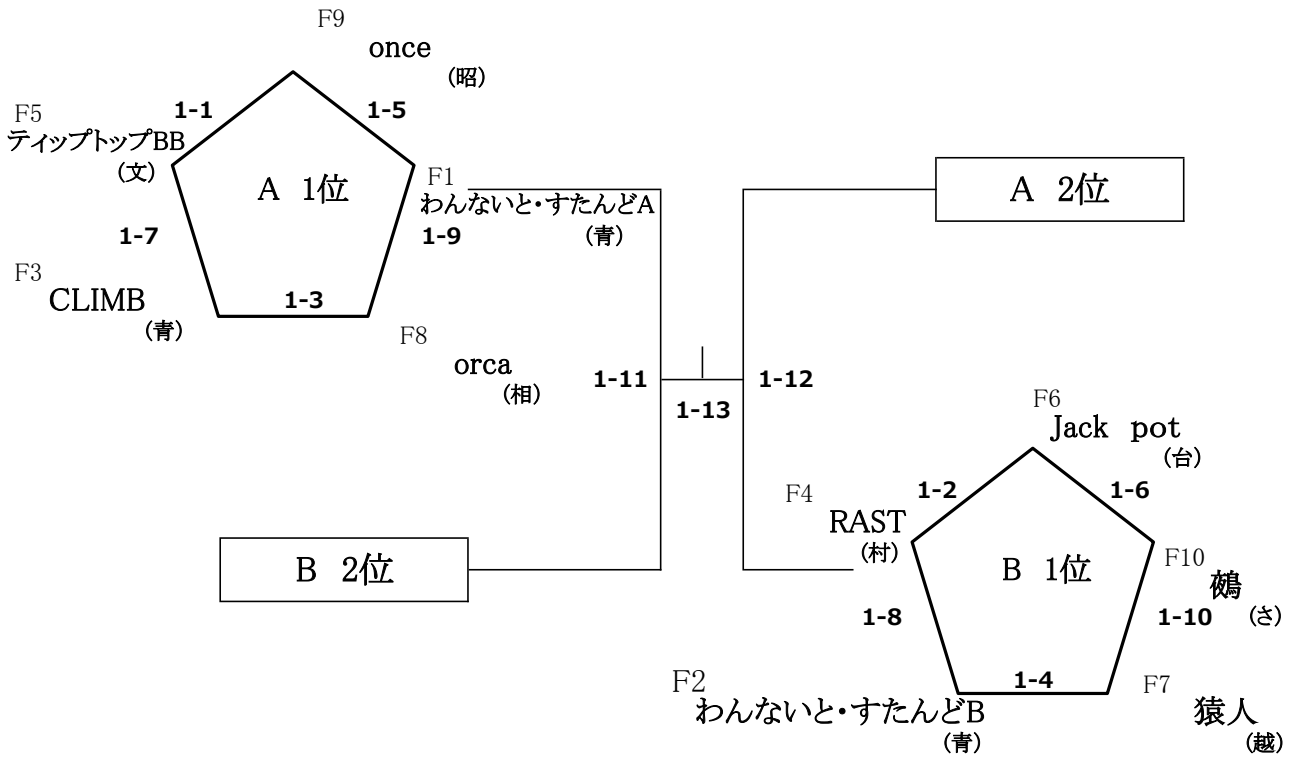 F9
once
(昭)
F5
1-1
1-5
ティップトップBB
(文)
A 1位
F1
わんないと・すたんどA
(青)
1-7
1-9
F3
CLIMB
(青)
1-3
F8
orca
(相)
A 2位
1-11
1-12
1-13
F6
Jack pot
(台)
F4
RAST
(村)
1-2
1-6
B 2位
B 1位
F10
鵺
(さ)
1-8
1-10
F2
わんないと・すたんどB
(青)
1-4
F7
猿人
(越)